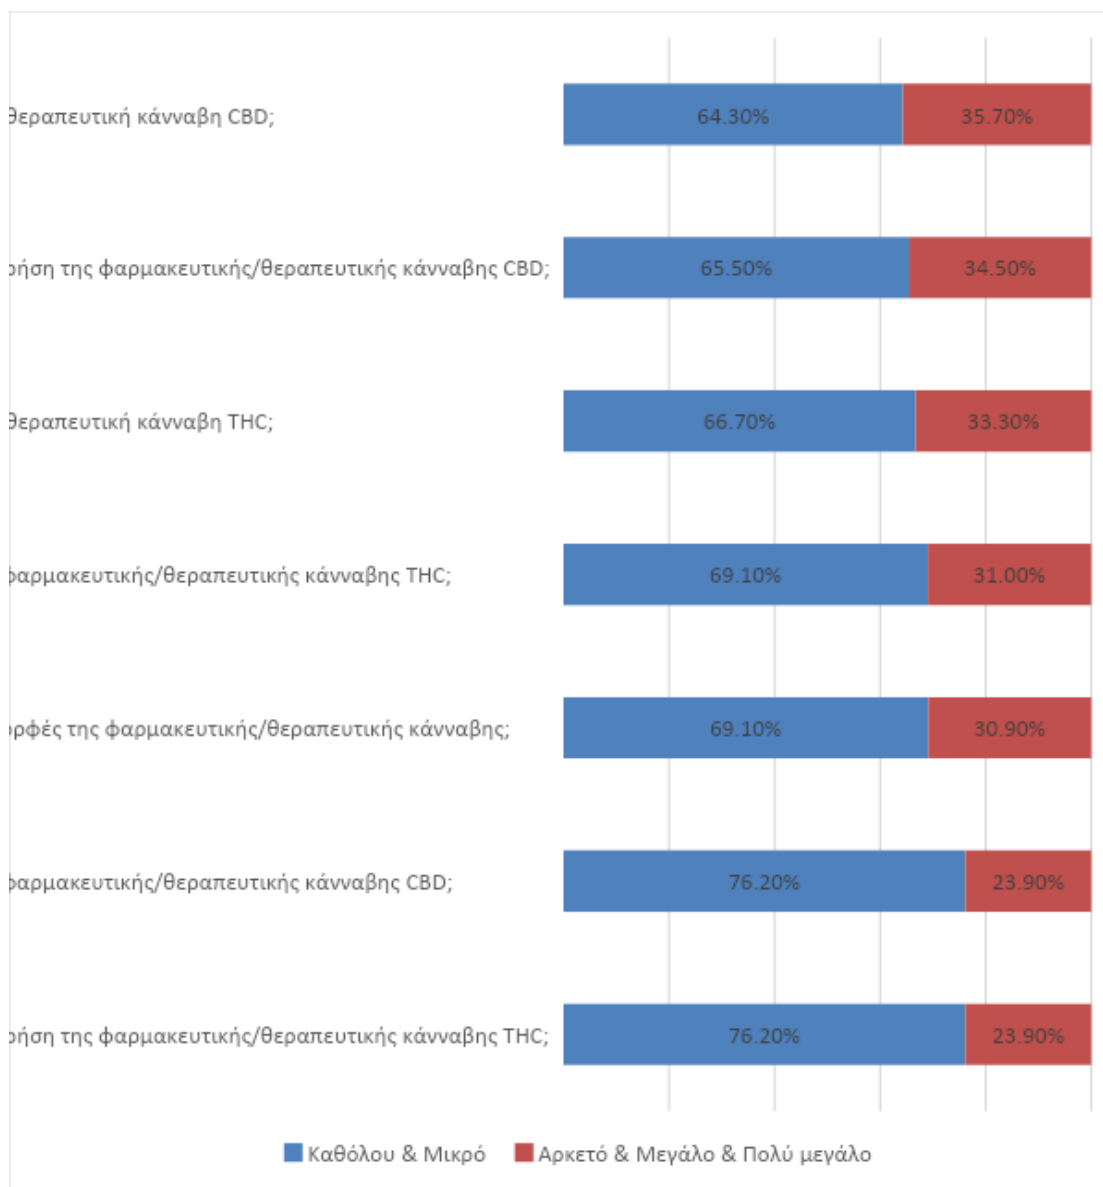 θεραπευτική κάνναβη CBD; 64.30% 35.70%
της φαρμακευτικής/θεραπευτικής κάνναβης CBD; 65.50% 34.50%
θεραπευτική κάνναβη THC; 66.70% 33.30%
φαρμακευτικής/θεραπευτικής κάνναβης THC; 69.10% 31.00%
της φαρμακευτικής/θεραπευτικής κάνναβης; 69.10% 30.90%
φαρμακευτικής/θεραπευτικής κάνναβης CBD; 76.20% 23.90%
της φαρμακευτικής/θεραπευτικής κάνναβης THC; 76.20% 23.90%
Καθόλου & Μικρό Αρκετό & Μεγάλο & Πολύ μεγάλο